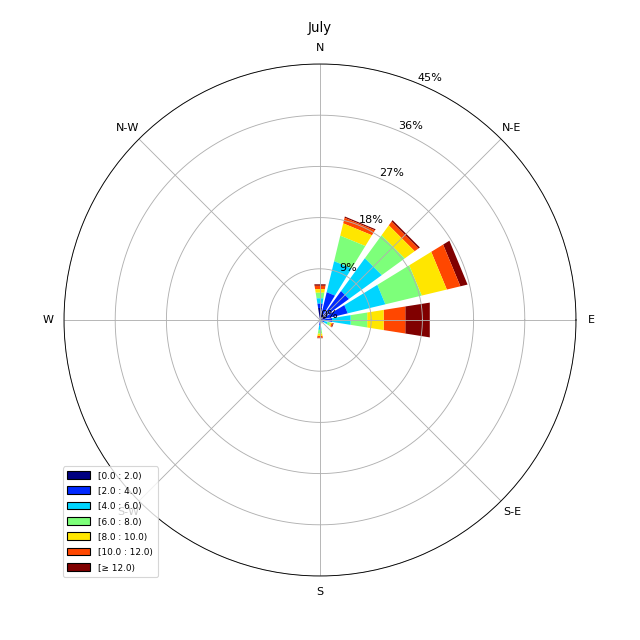 July
N
45%
36%
N-W
N-E
27%
18%
9%
0%
W
E
[0.0 : 2.0)
[2.0 : 4.0)
[4.0 : 6.0)
S-W
S-E
[6.0 : 8.0)
[8.0 : 10.0)
[10.0 : 12.0)
[≥ 12.0)
S